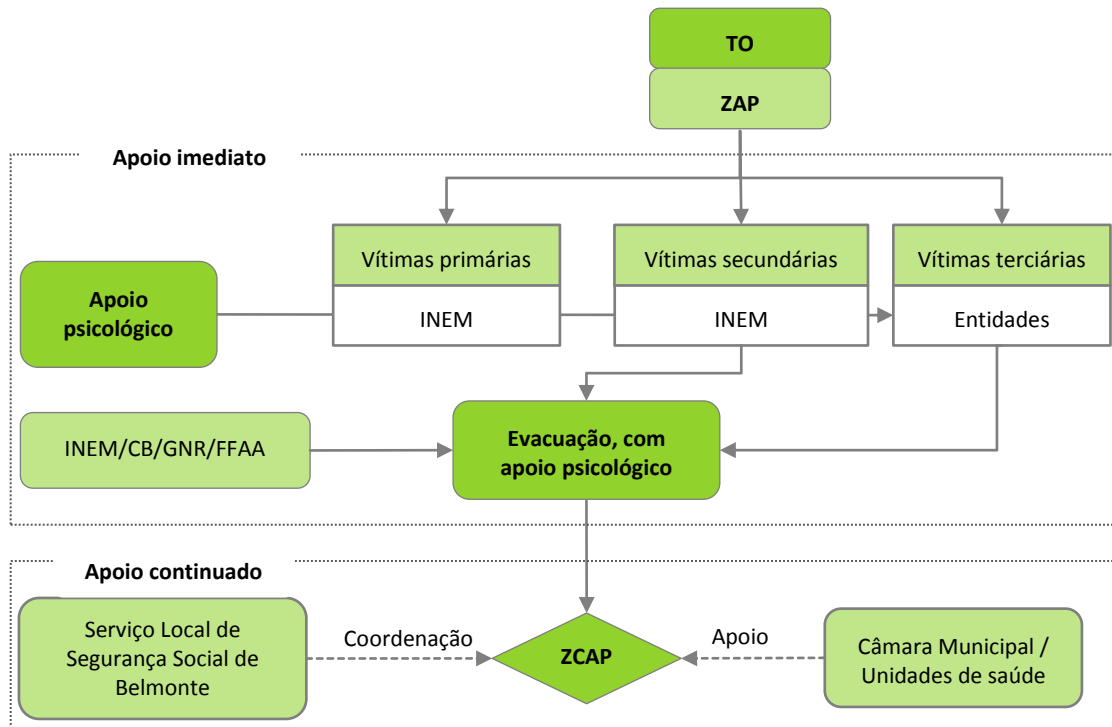 TO
ZAP
Apoio imediato
Vítimas primárias
Vítimas secundárias
Vítimas terciárias
Apoio
psicológico
INEM
INEM
Entidades
INEM/CB/GNR/FFAA
Evacuação, com
apoio psicológico
Apoio continuado
Serviço Local de
Segurança Social de
Belmonte
Coordenação
ZCAP
Apoio
Câmara Municipal /
Unidades de saúde